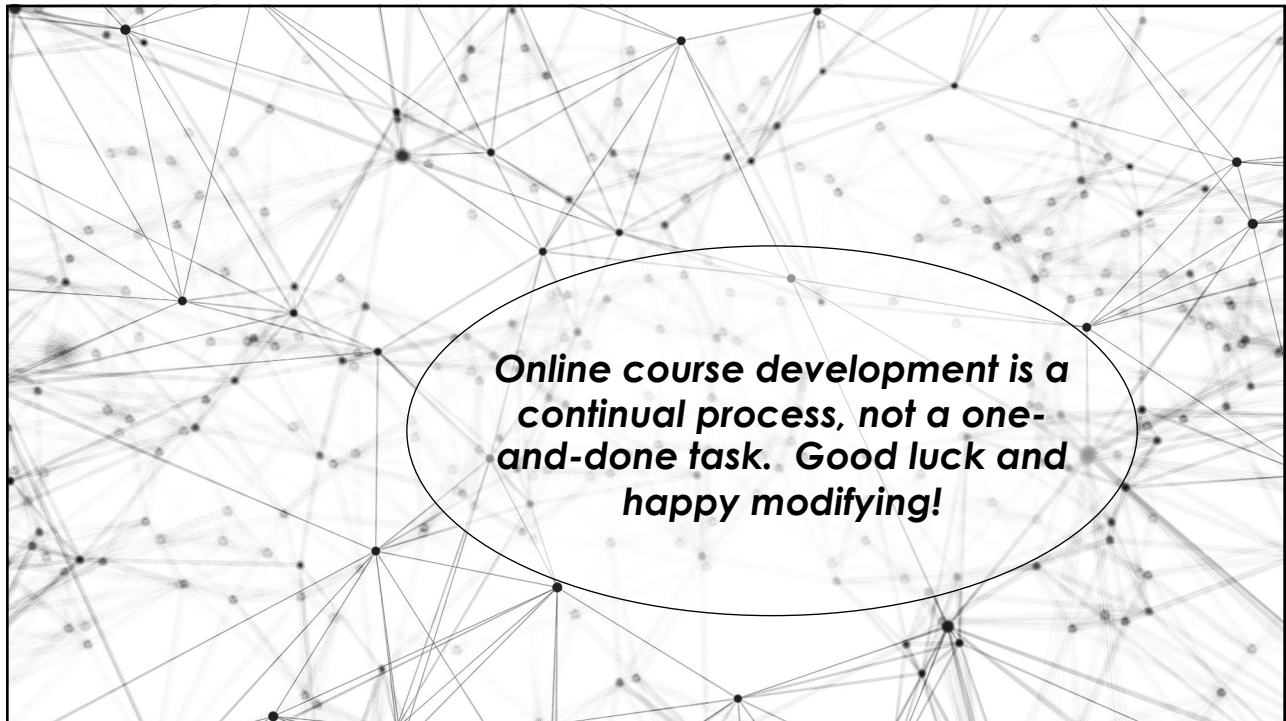 Online course development is a
continual process, not a one-
and-done task.  Good luck and
happy modifying!